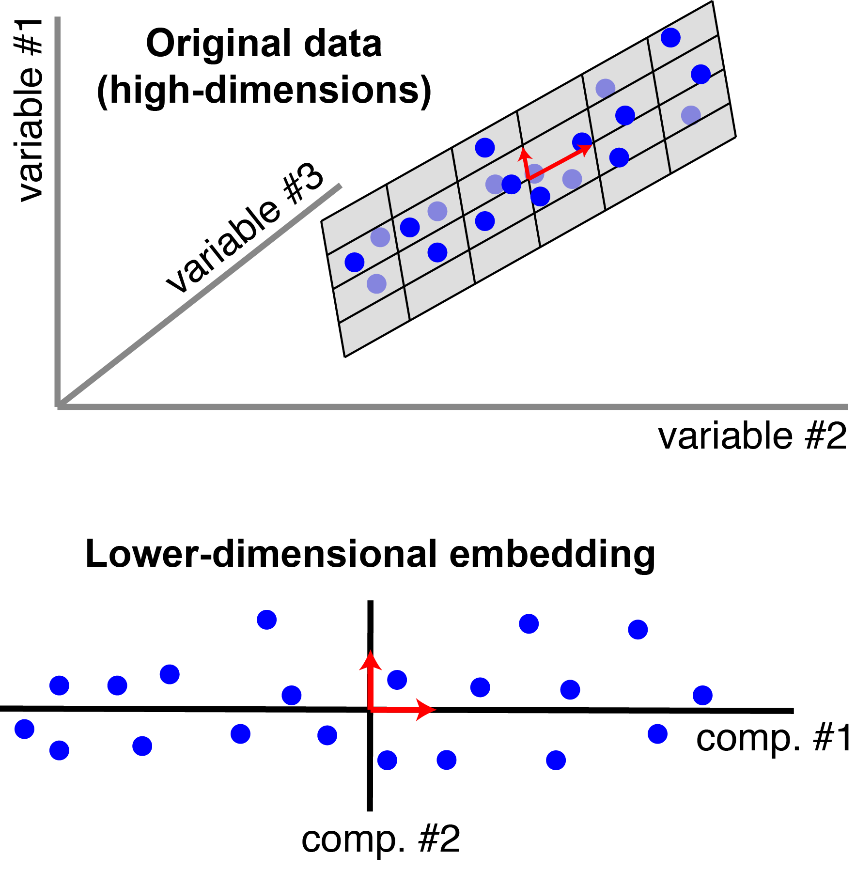 Original data
(high-dimensions)
variable #1
variable #3
variable #2
Lower-dimensional embedding
comp. #1
comp. #2